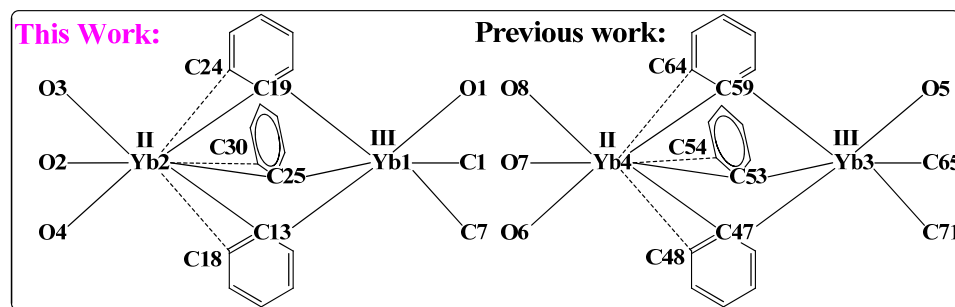 This Work: Previous work:
C24 C64
O3 C19 O1 O8 C59 O5
II C30 III II C54 III
O2 Yb2 Yb1 C1 O7 Yb4 Yb3 C65
C25 C53
O4 C13 C7 O6 C47 C71
C18 C48